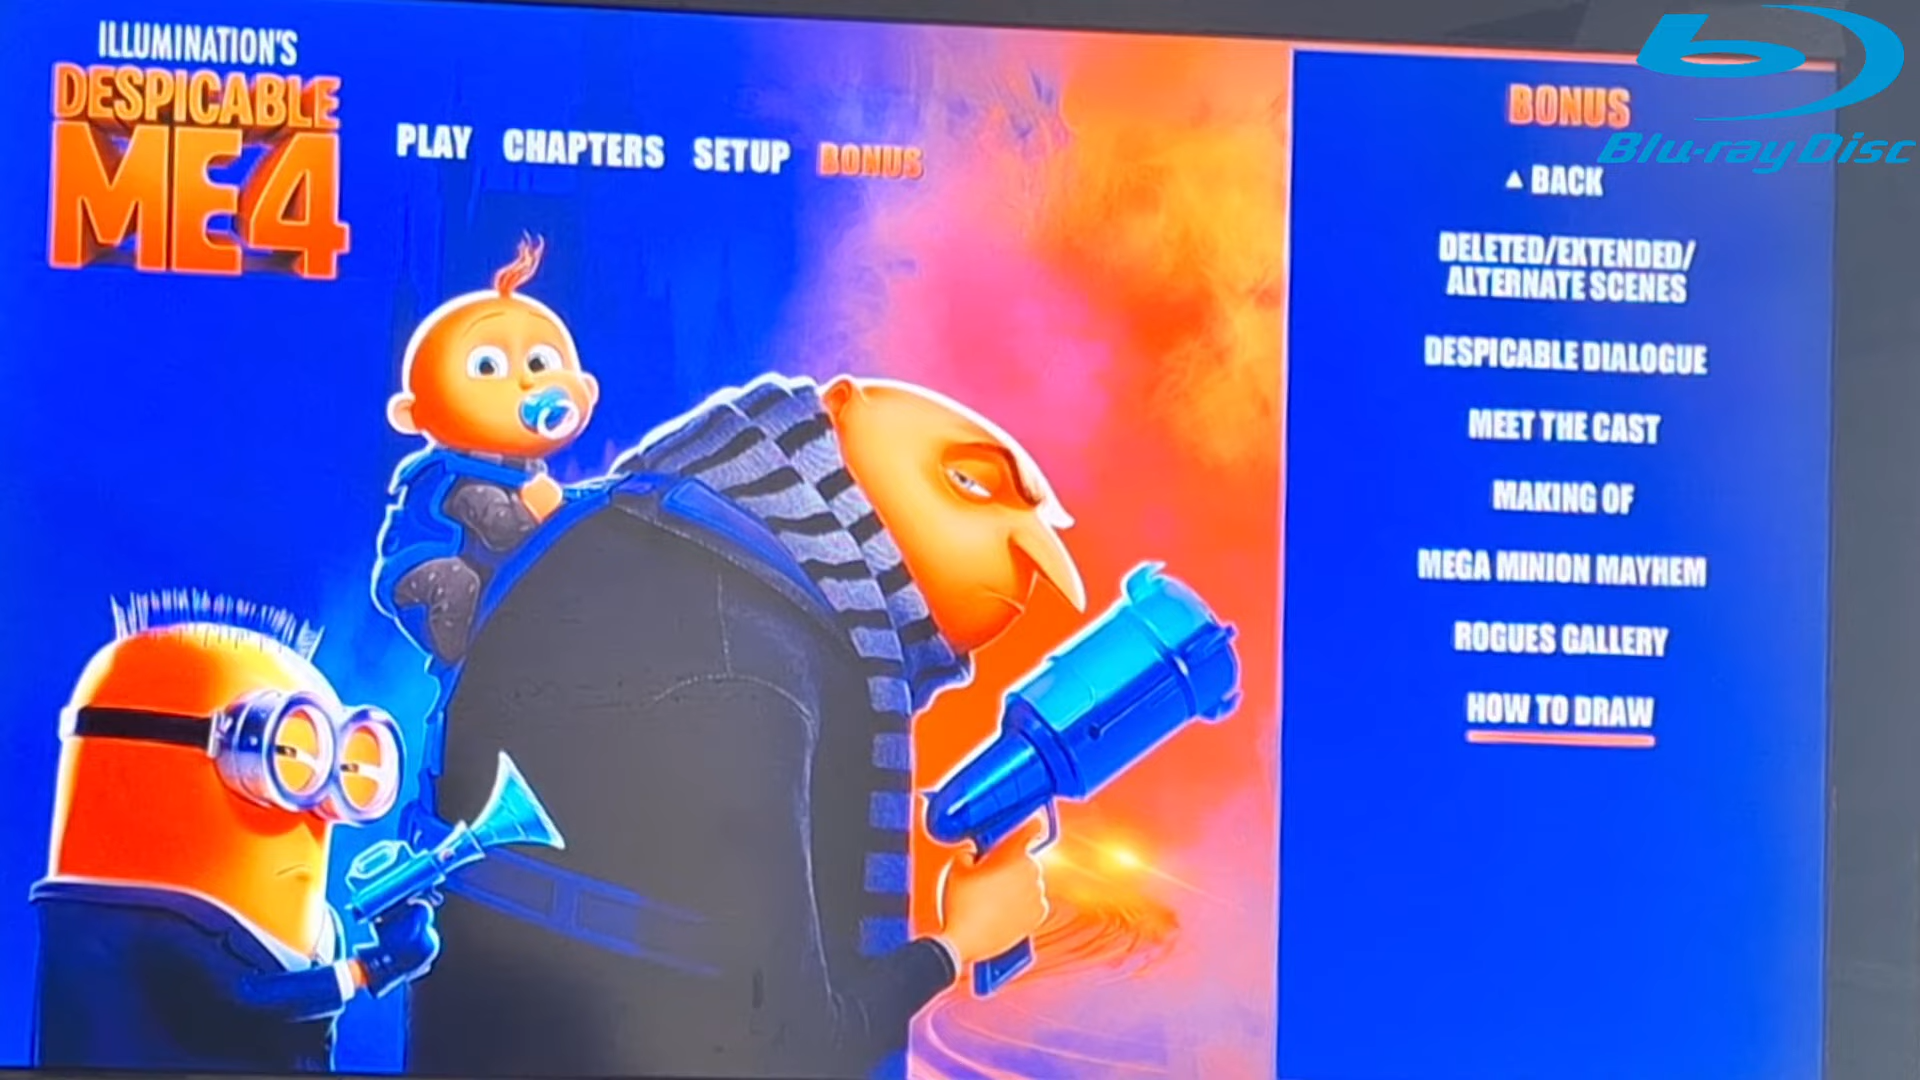 ILLUMINATION'S
DESPICABLE
ME 4
PLAY CHAPTERS SETUP BONUS
Blu-ray Disc
BONUS
▲ BACK
DELETED/EXTENDED/
ALTERNATE SCENES
DESPICABLE DIALOGUE
MEET THE CAST
MAKING OF
MEGA MINION MAYHEM
ROGUES GALLERY
HOW TO DRAW